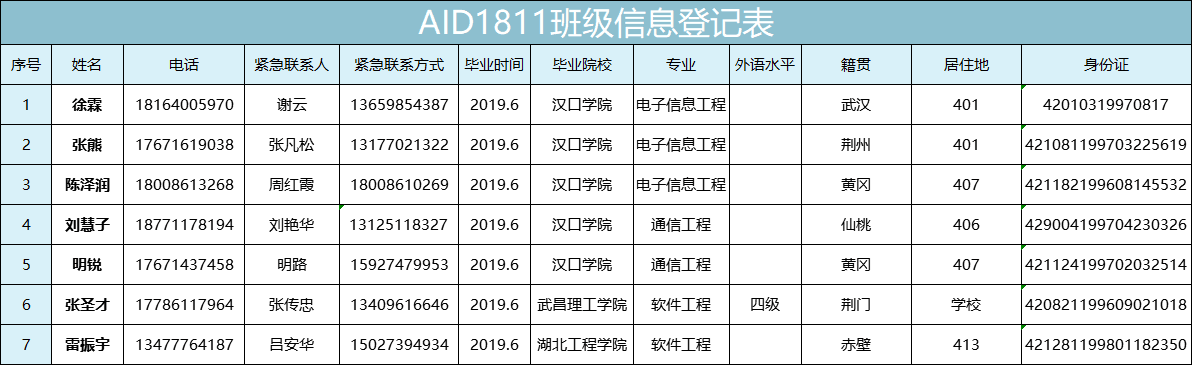 AID1811班级信息登记表
序号 姓名 电话 紧急联系人 紧急联系方式 毕业时间 毕业院校 专业 外语水平 籍贯 居住地 身份证
1 徐霖 18164005970 谢云 13659854387 2019.6 汉口学院 电子信息工程 武汉 401 42010319970817
2 张熊 17671619038 张凡松 13177021322 2019.6 汉口学院 电子信息工程 荆州 401 421081199703225619
3 陈泽润 18008613268 周红霞 18008610269 2019.6 汉口学院 电子信息工程 黄冈 407 421182199608145532
4 刘慧子 18771178194 刘艳华 13125118327 2019.6 汉口学院 通信工程 仙桃 406 429004199704230326
5 明锐 17671437458 明路 15927479953 2019.6 汉口学院 通信工程 黄冈 407 421124199702032514
6 张圣才 17786117964 张传忠 13409616646 2019.6 武昌理工学院 软件工程 四级 荆门 学校 420821199609021018
7 雷振宇 13477764187 吕安华 15027394934 2019.6 湖北工程学院 软件工程 赤壁 413 421281199801182350